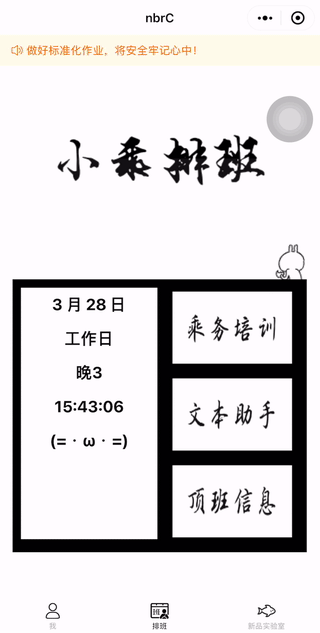 nbrC
做好标准化作业，将安全牢记心中！
小乘排班
3 月 28 日
工作日
晚3
15:43:06
(=・ω・=)
乘务培训
文本助手
顶班信息
我
排班
新品实验室